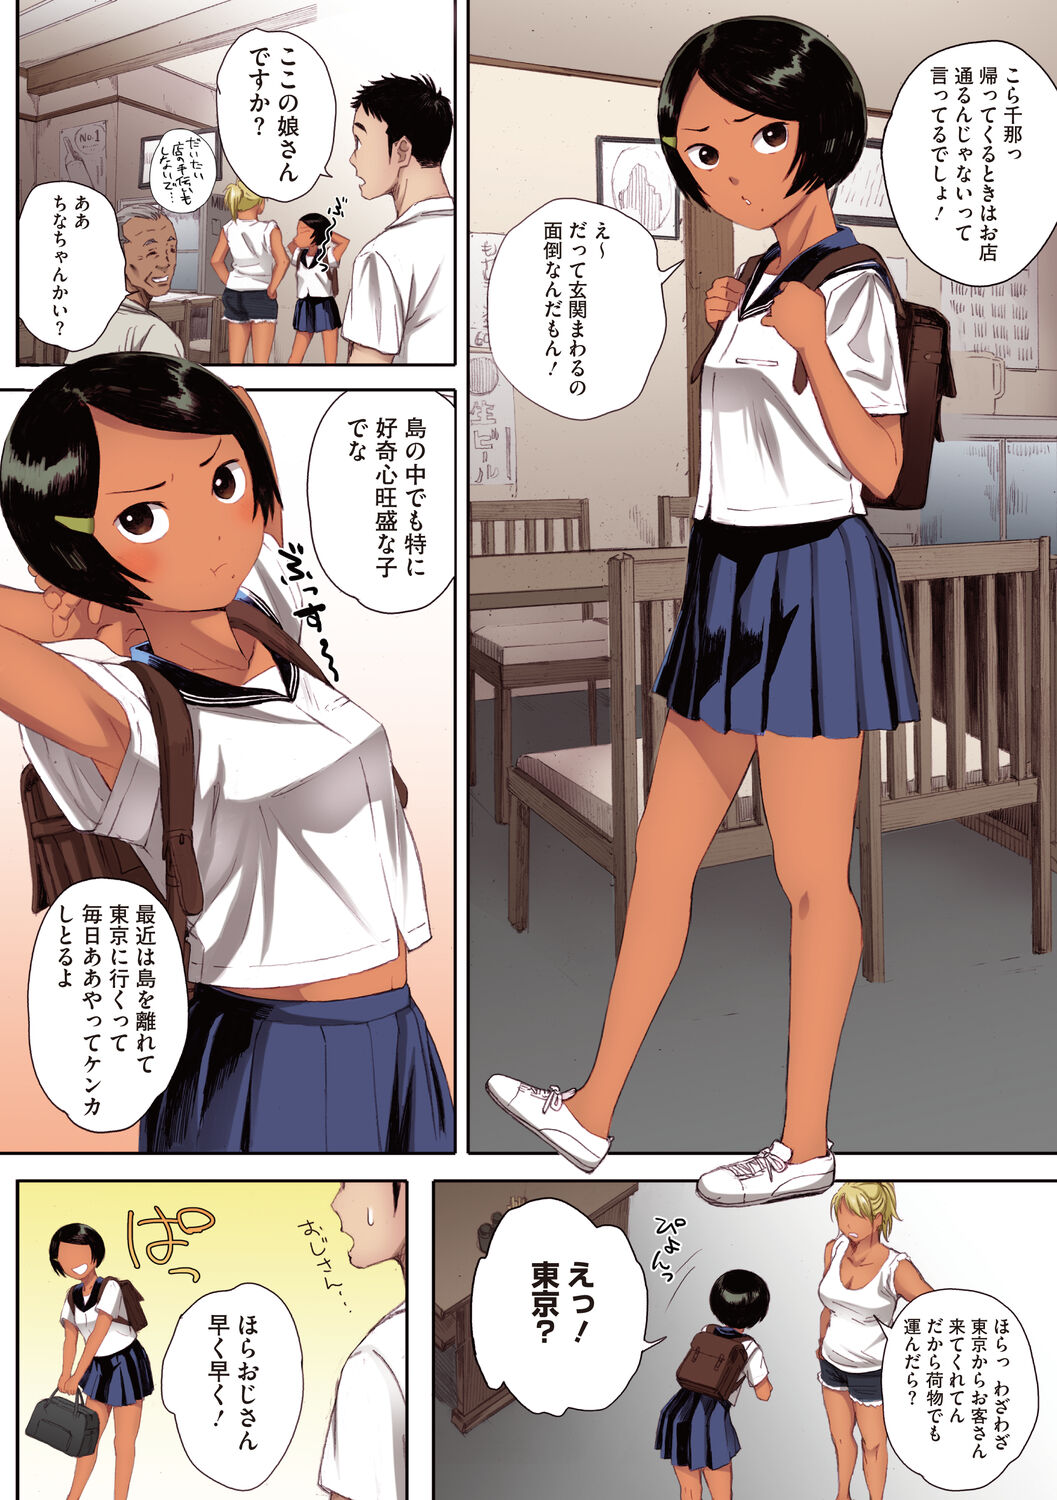 こら千那っ
帰ってくるときはお店
通るんじゃないって
言ってるでしょ！
え〜
だって玄関まわるの
面倒なんだもん！
生ビール
ここの娘さん
ですか？
だいたい
店の手伝いも
しないで…
ぷ
っ
No.1
ああ
ちなちゃんかい？
島の中でも特に
好奇心旺盛な子
でな
ぶっすー〜
最近は島を離れて
東京に行くって
毎日ああやってケンカ
しとるよ
ほらっ　わざわざ
東京からお客さん
来てくれてん
だから荷物でも
運んだら？
ぴょんっ
えっ！
東京？
おじさん…
ぱっ
ほらおじさん
早く早く！